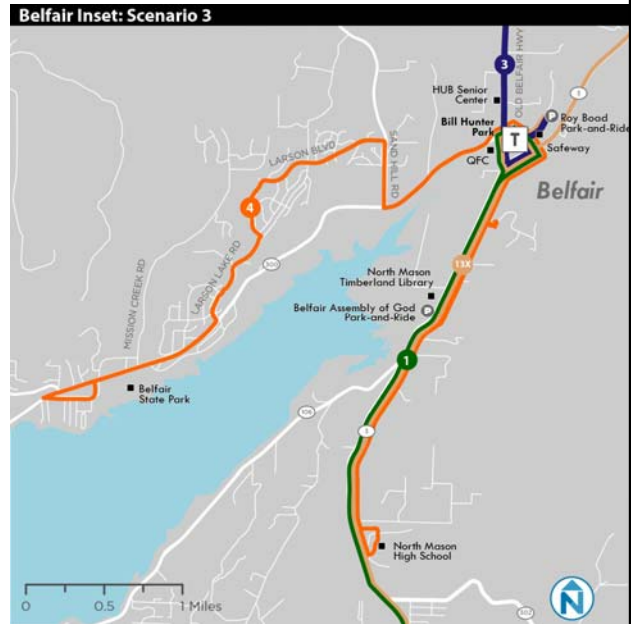 Belfair Inset: Scenario 3
3
OLD BELFAIR HWY
3
HUB Senior
Center
Bill Hunter
Park
P
Roy Boad
Park-and-Ride
T
Safeway
QFC
Belfair
SAND HILL RD
LARSON BLVD
4
LARSON LAKE RD
300
MISSION CREEK RD
13X
North Mason
Timberland Library
Belfair Assembly of God
Park-and-Ride
P
1
Belfair
State Park
106
3
North Mason
High School
302
0 0.5 1 Miles
N